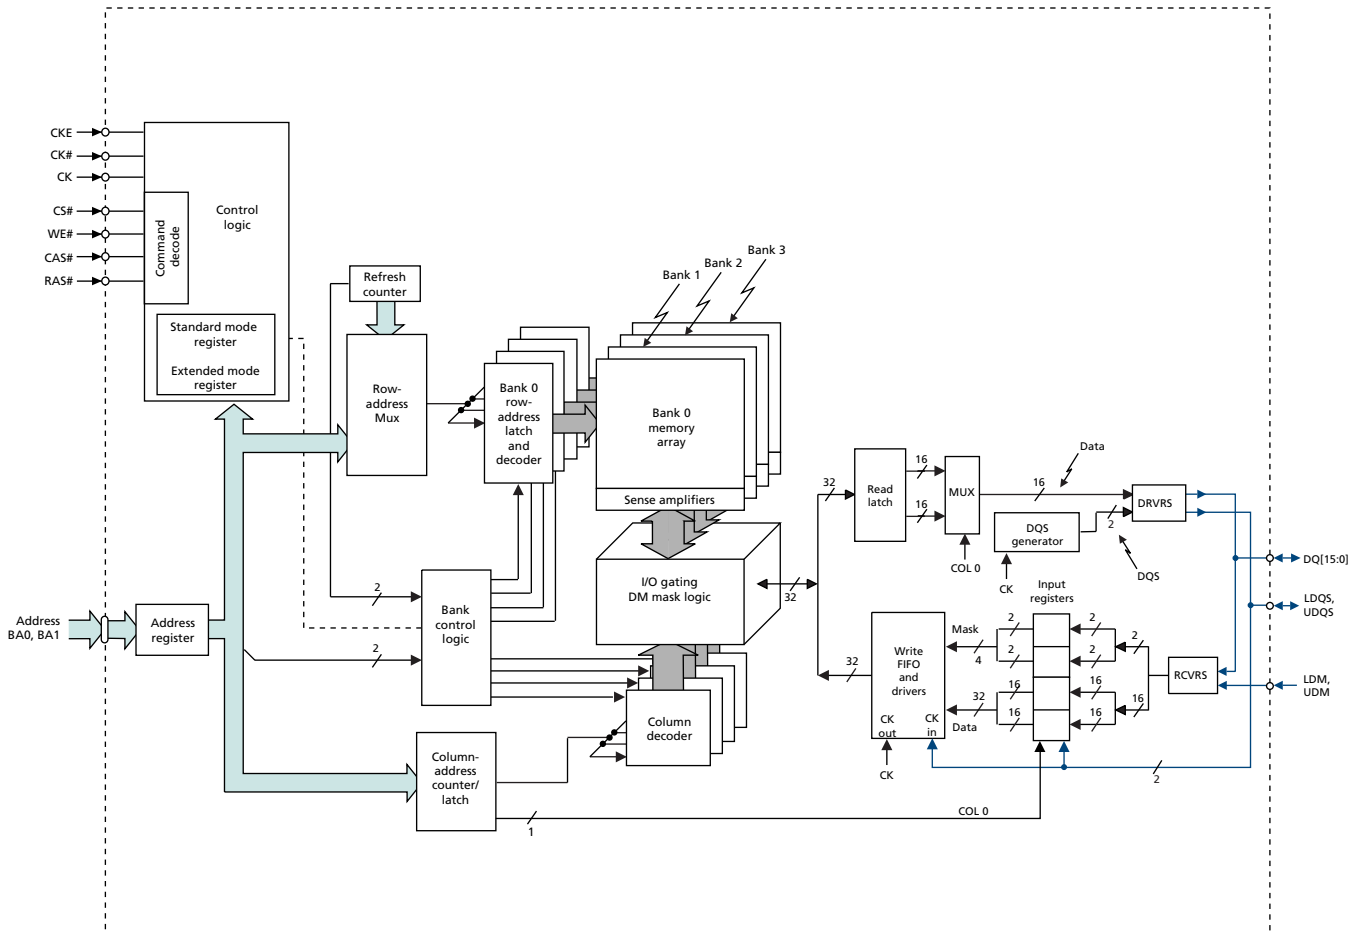 CKE
CK#
CK
CS#
WE#
CAS#
RAS#
Command
decode
Control
logic
Standard mode
register
Extended mode
register
Refresh
counter
Row-
address
Mux
Bank 0
row-
address
latch
and
decoder
Bank 1
Bank 2
Bank 3
Bank 0
memory
array
Sense amplifiers
I/O gating
DM mask logic
Address
BA0, BA1
Address
register
2
2
Bank
control
logic
Column
decoder
Column-
address
counter/
latch
1
COL 0
32
32
32
Read
latch
16
16
MUX
COL 0
16
Data
DQS
generator
CK
2
DQS
DRVRS
DQ[15:0]
LDQS,
UDQS
LDM,
UDM
RCVRS
Input
registers
2
2
2
2
2
16
16
16
16
16
Mask
4
32
Data
Write
FIFO
and
drivers
CK
out
CK
in
CK
2